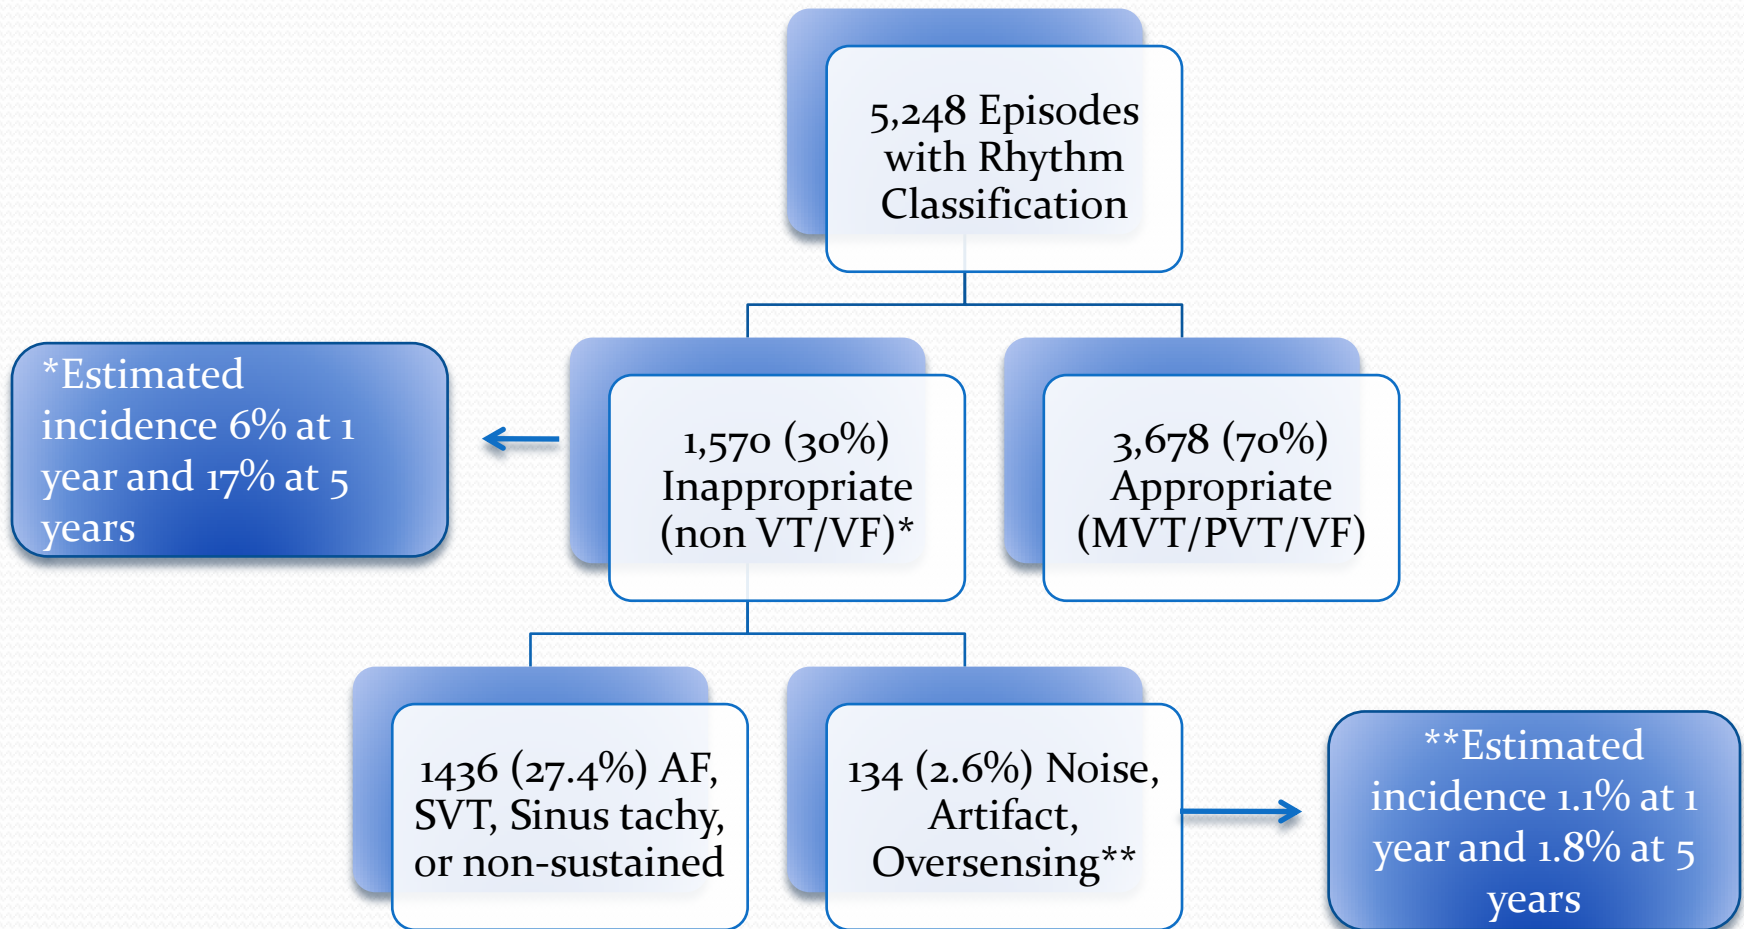 5,248 Episodes
with Rhythm
Classification
*Estimated
incidence 6% at 1
year and 17% at 5
years
1,570 (30%)
Inappropriate
(non VT/VF)*
3,678 (70%)
Appropriate
(MVT/PVT/VF)
1436 (27.4%) AF,
SVT, Sinus tachy,
or non-sustained
134 (2.6%) Noise,
Artifact,
Oversensing**
**Estimated
incidence 1.1% at 1
year and 1.8% at 5
years